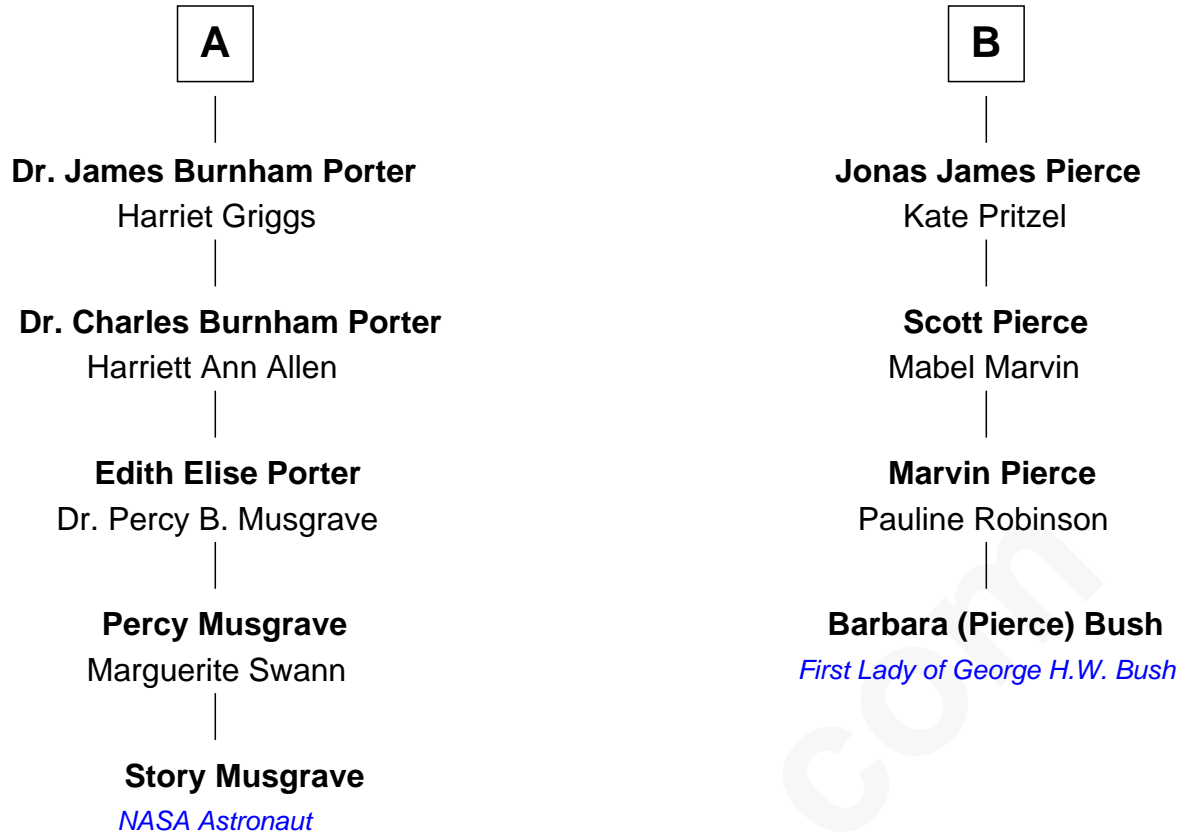 A
Dr. James Burnham Porter
Harriet Griggs
Dr. Charles Burnham Porter
Harriett Ann Allen
Edith Elise Porter
Dr. Percy B. Musgrave
Percy Musgrave
Marguerite Swann
Story Musgrave
NASA Astronaut
B
Jonas James Pierce
Kate Pritzel
Scott Pierce
Mabel Marvin
Marvin Pierce
Pauline Robinson
Barbara (Pierce) Bush
First Lady of George H.W. Bush
com